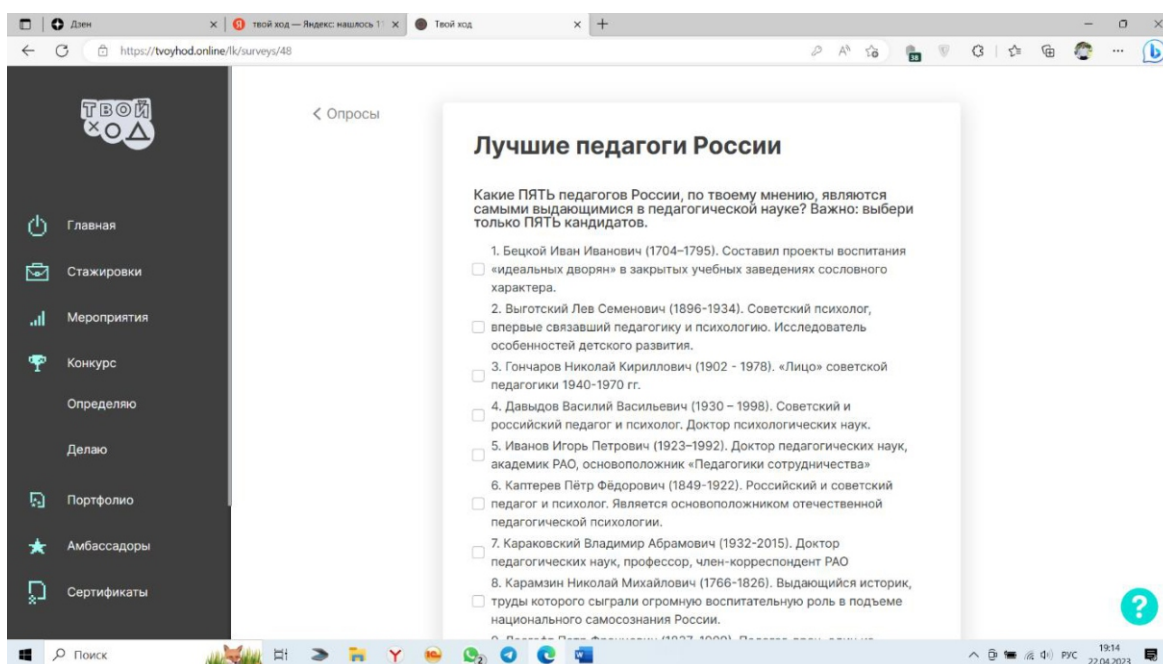 Дзен
твой ход — Яндекс: нашлось 1
Твой ход
https://tvoyhod.online/lk/surveys/48
38
ТВОЙ
ХОД
Главная
Стажировки
Мероприятия
Конкурс
Определяю
Делаю
Портфолио
Амбассадоры
Сертификаты
Опросы
Лучшие педагоги России
Какие ПЯТЬ педагогов России, по твоему мнению, являются
самыми выдающимися в педагогической науке? Важно: выбери
только ПЯТЬ кандидатов.
1. Бецкой Иван Иванович (1704–1795). Составил проекты воспитания
«идеальных дворян» в закрытых учебных заведениях сословного
характера.
2. Выготский Лев Семенович (1896-1934). Советский психолог,
впервые связавший педагогику и психологию. Исследователь
особенностей детского развития.
3. Гончаров Николай Кириллович (1902 - 1978). «Лицо» советской
педагогики 1940-1970 гг.
4. Давыдов Василий Васильевич (1930 – 1998). Советский и
российский педагог и психолог. Доктор психологических наук.
5. Иванов Игорь Петрович (1923–1992). Доктор педагогических наук,
академик РАО, основоположник «Педагогики сотрудничества»
6. Каптерев Пётр Фёдорович (1849-1922). Российский и советский
педагог и психолог. Является основоположником отечественной
педагогической психологии.
7. Караковский Владимир Абрамович (1932-2015). Доктор
педагогических наук, профессор, член-корреспондент РАО
8. Карамзин Николай Михайлович (1766-1826). Выдающийся историк,
труды которого сыграли огромную воспитательную роль в подъеме
национального самосознания России.
?
Поиск
РУС
19:14
22.04.2023